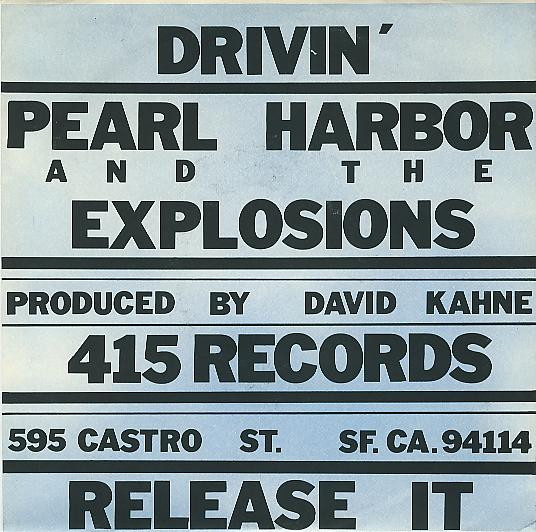 DRIVIN'
PEARL HARBOR
AND THE
EXPLOSIONS
PRODUCED BY DAVID KAHNE
415 RECORDS
595 CASTRO ST. SF. CA. 94114
RELEASE IT